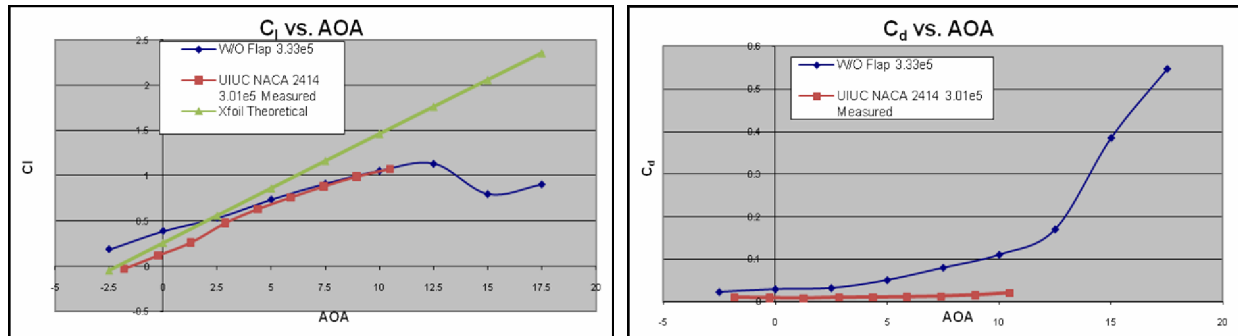 C_l vs. AOA
2.5
W/O Flap 3.33e5
UIUC NACA 2414
3.01e5 Measured
Xfoil Theoretical
2
1.5
Cl
1
0.5
0
-0.5
-5
-2.5
0
2.5
5
7.5
10
12.5
15
17.5
20
AOA
C_d vs. AOA
0.6
W/O Flap 3.33e5
UIUC NACA 2414 3.01e5
Measured
0.5
0.4
C_d
0.3
0.2
0.1
0
-5
0
5
10
15
20
AOA